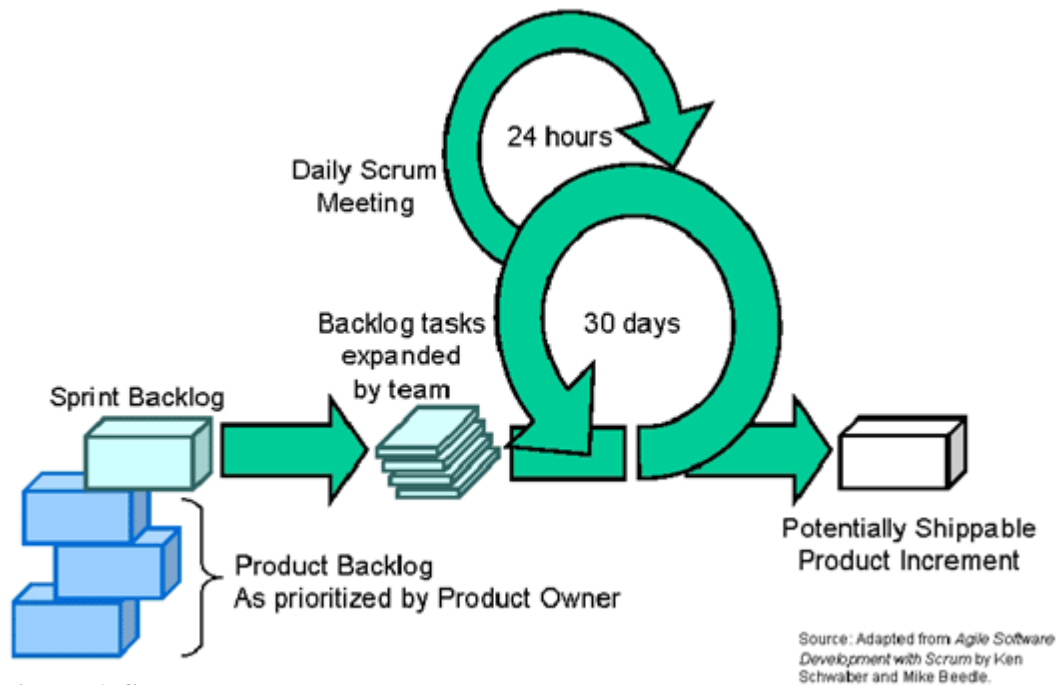 24 hours
Daily Scrum
Meeting
Backlog tasks
expanded
by team
30 days
Sprint Backlog
Potentially Shippable
Product Increment
Product Backlog
As prioritized by Product Owner
Source: Adapted from Agile Software
Development with Scrum by Ken
Schwaber and Mike Beedle.